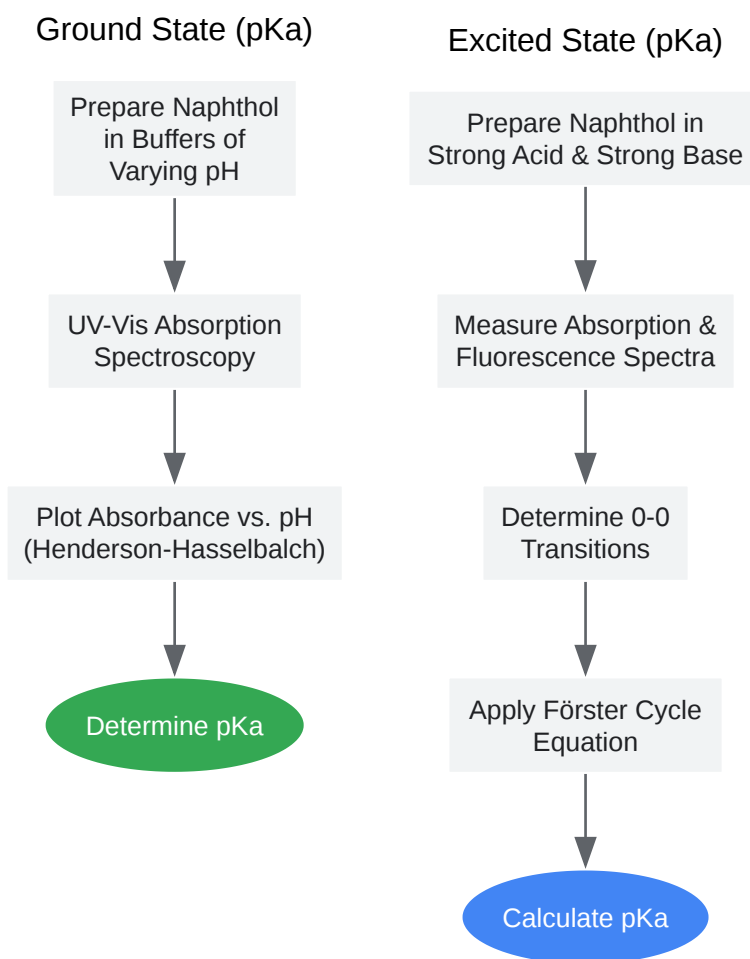 Ground State (pKa)
Prepare Naphthol
in Buffers of
Varying pH
UV-Vis Absorption
Spectroscopy
Plot Absorbance vs. pH
(Henderson-Hasselbalch)
Determine pKa
Excited State (pKa)
Prepare Naphthol in
Strong Acid & Strong Base
Measure Absorption &
Fluorescence Spectra
Determine 0-0
Transitions
Apply Förster Cycle
Equation
Calculate pKa